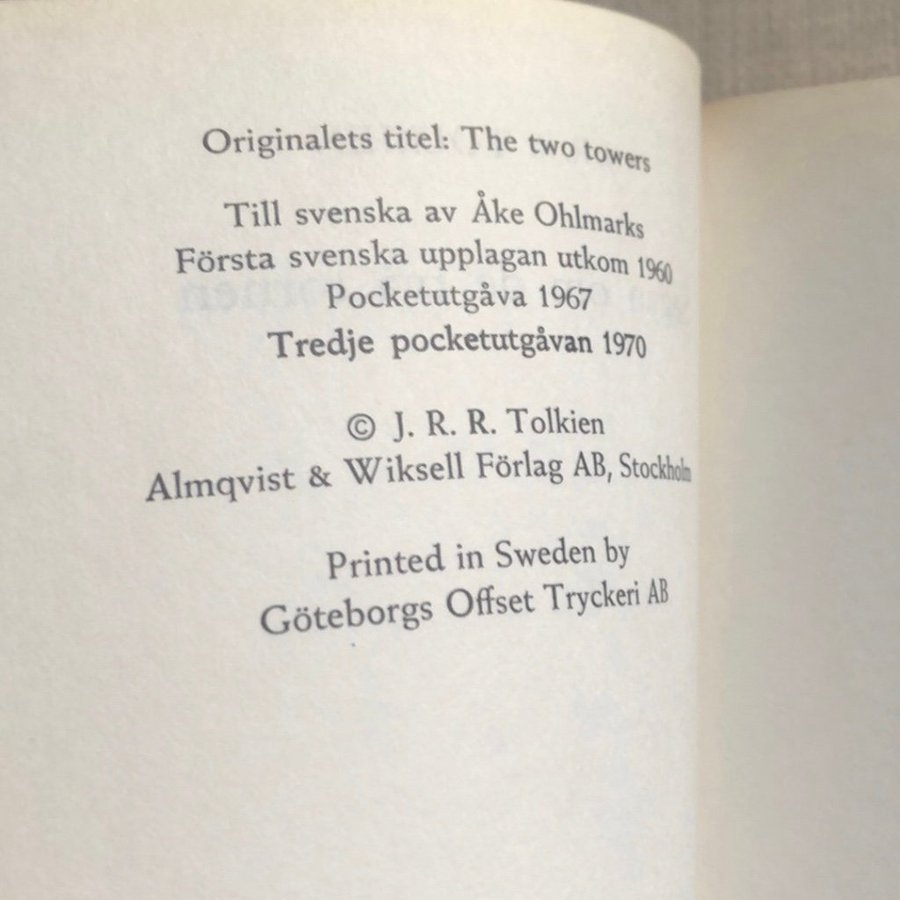 Originalets titel: The two towers
Till svenska av Åke Ohlmarks
Första svenska upplagan utkom 1960
Pocketutgåva 1967
Tredje pocketutgåvan 1970
© J. R. R. Tolkien
Almqvist & Wiksell Förlag AB, Stockholm
Printed in Sweden by
Göteborgs Offset Tryckeri AB